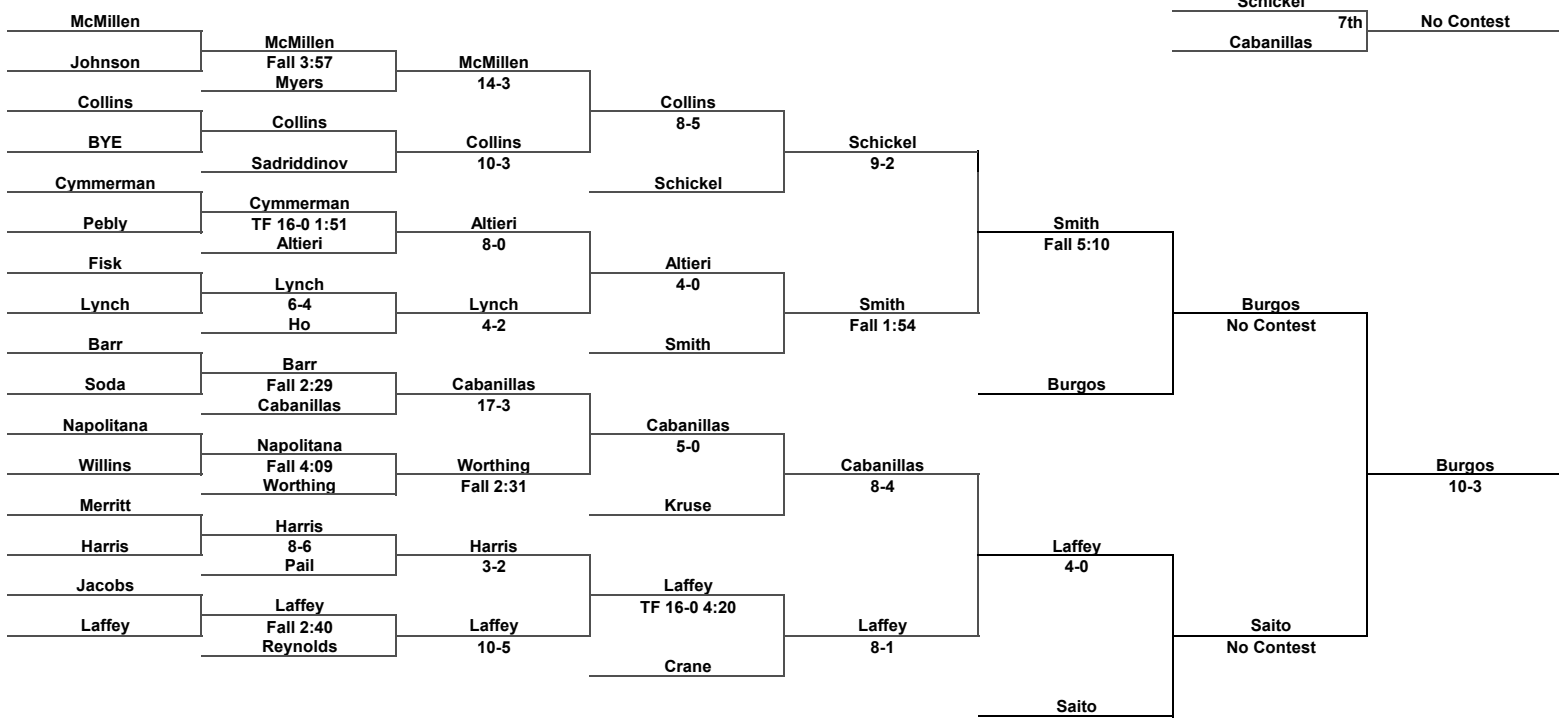 Schickel
McMillen
7th
No Contest
McMillen
Cabanillas
Johnson
Fall 3:57
McMillen
Myers
14-3
Collins
Collins
Collins
8-5
BYE
Collins
Schickel
Sadriddinov
10-3
9-2
Cymmerman
Schickel
Cymmerman
Pebly
TF 16-0 1:51
Altieri
Smith
Altieri
8-0
Fall 5:10
Fisk
Altieri
Lynch
4-0
Lynch
6-4
Lynch
Smith
Burgos
Ho
4-2
Fall 1:54
No Contest
Barr
Smith
Barr
Soda
Fall 2:29
Cabanillas
Burgos
Cabanillas
17-3
Napolitana
Cabanillas
Napolitana
5-0
Willins
Fall 4:09
Worthing
Cabanillas
Burgos
Worthing
Fall 2:31
8-4
10-3
Merritt
Kruse
Harris
Harris
8-6
Harris
Laffey
Pail
3-2
4-0
Jacobs
Laffey
Laffey
TF 16-0 4:20
Laffey
Fall 2:40
Laffey
Laffey
Saito
Reynolds
10-5
8-1
No Contest
Crane
Saito